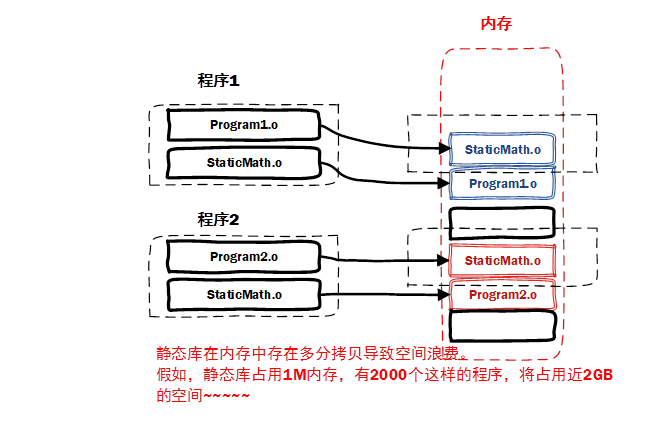 内存
程序1
Program1.o
StaticMath.o
StaticMath.o
Program1.o
程序2
Program2.o
StaticMath.o
StaticMath.o
Program2.o
静态库在内存中存在多分拷贝导致空间浪费。
假如，静态库占用1M内存，有2000个这样的程序，将占用近2GB
的空间~~~~~